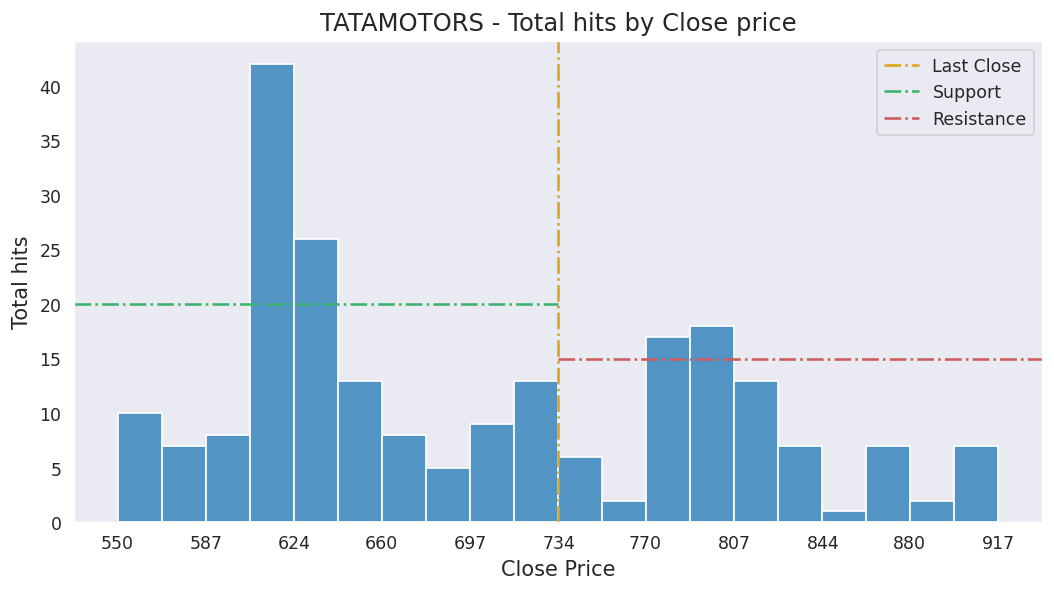 TATAMOTORS - Total hits by Close price
Last Close
Support
Resistance
Total hits
40
35
30
25
20
15
10
5
0
550 587 624 660 697 734 770 807 844 880 917
Close Price